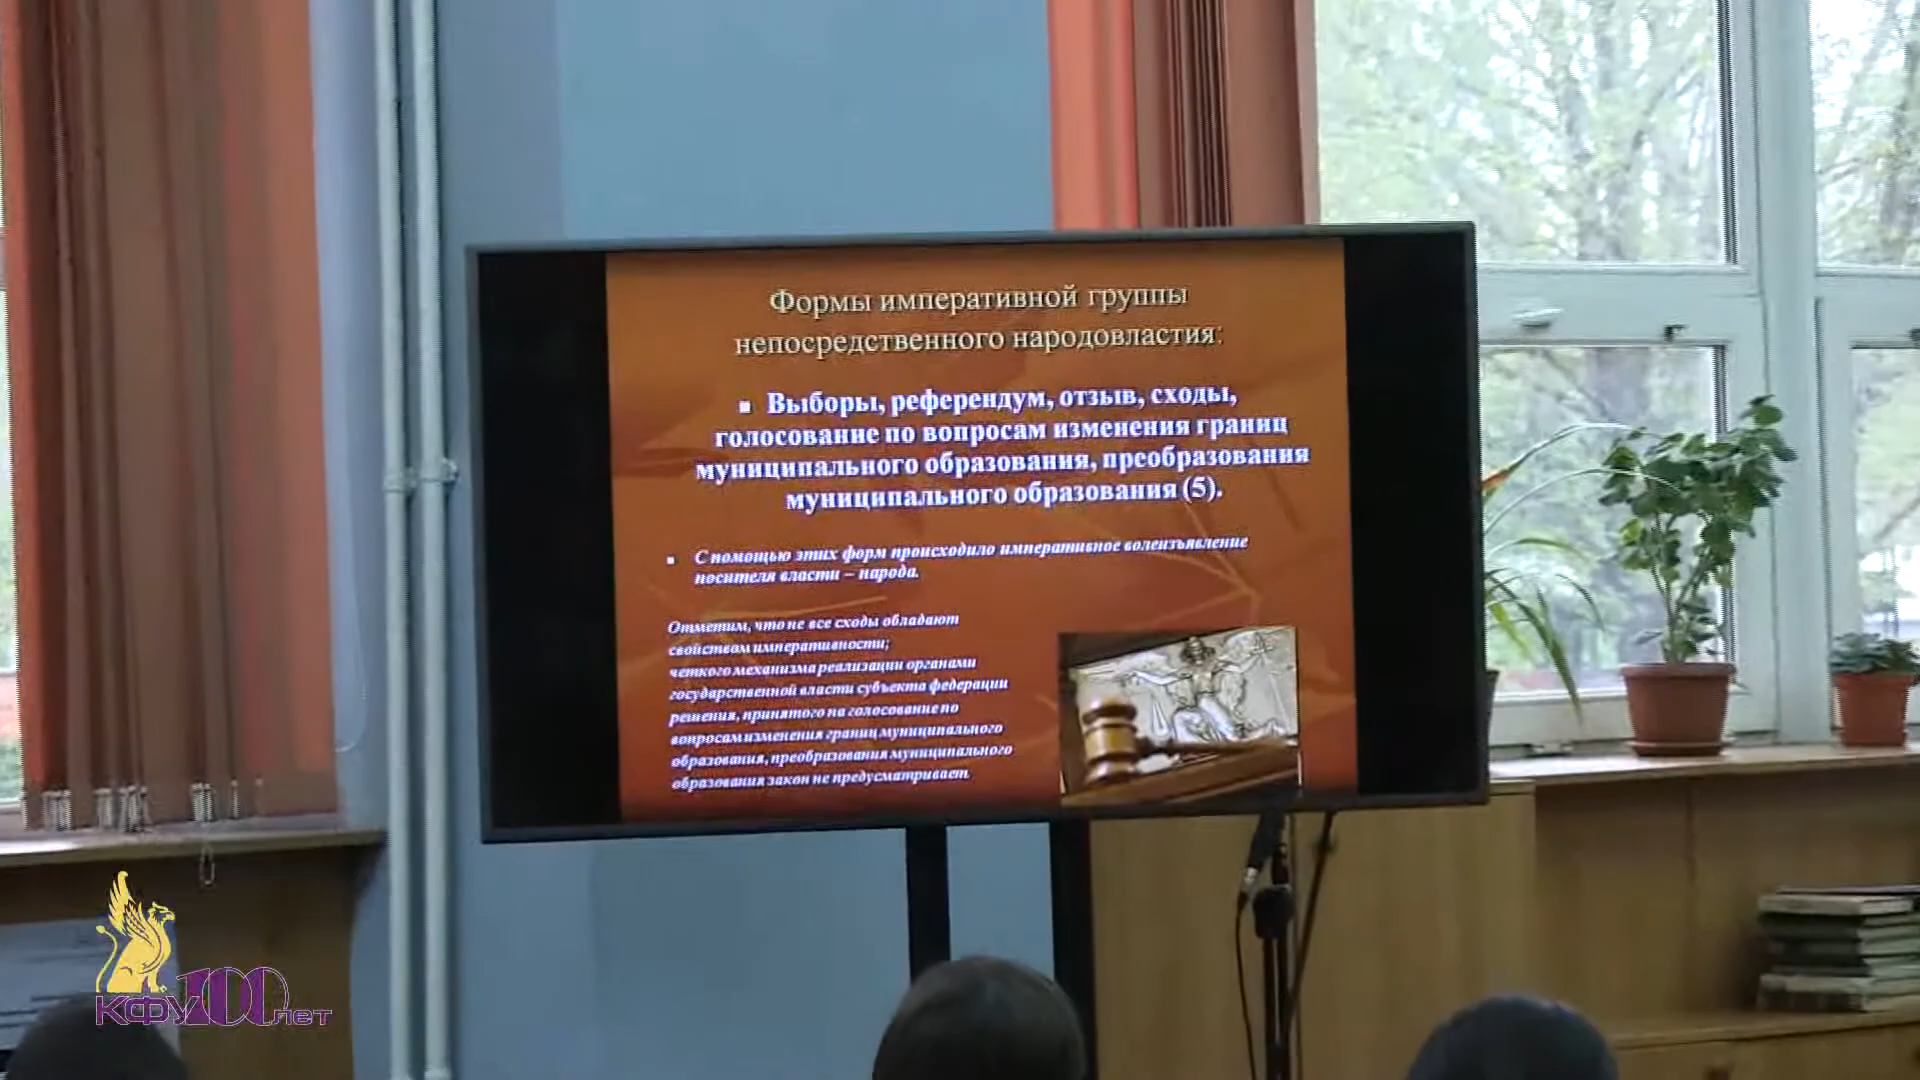 Формы императивной группы
непосредственного народовластия:
Выборы, референдум, отзыв, сходы,
голосование по вопросам изменения границ
муниципального образования, преобразования
муниципального образования (5).
С помощью этих форм происходило императивное волеизъявление
носителя власти – народа.
Отметим, что не все сходы обладают
свойством императивности;
четкого механизма реализации органами
государственной власти субъекта федерации
решения, принятого на голосование по
вопросам изменения границ муниципального
образования, преобразования муниципального
образования закон не предусматривает.
КФУ 100 лет